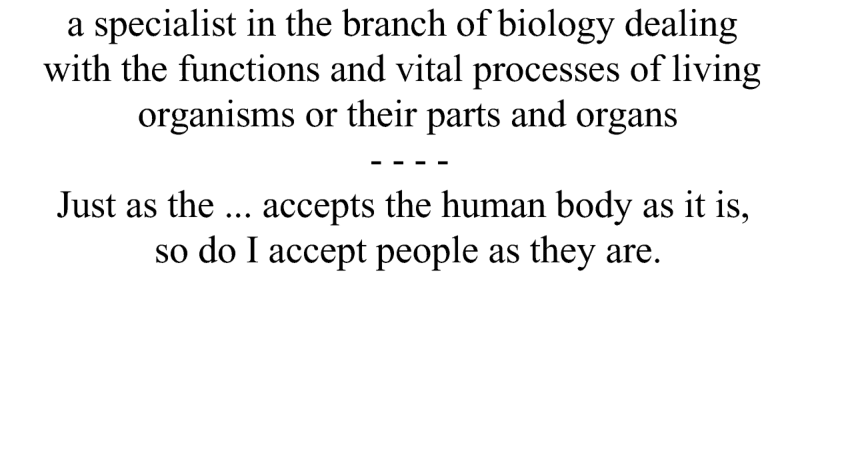 a specialist in the branch of biology dealing
with the functions and vital processes of living
organisms or their parts and organs
- - - -
Just as the ... accepts the human body as it is,
so do I accept people as they are.